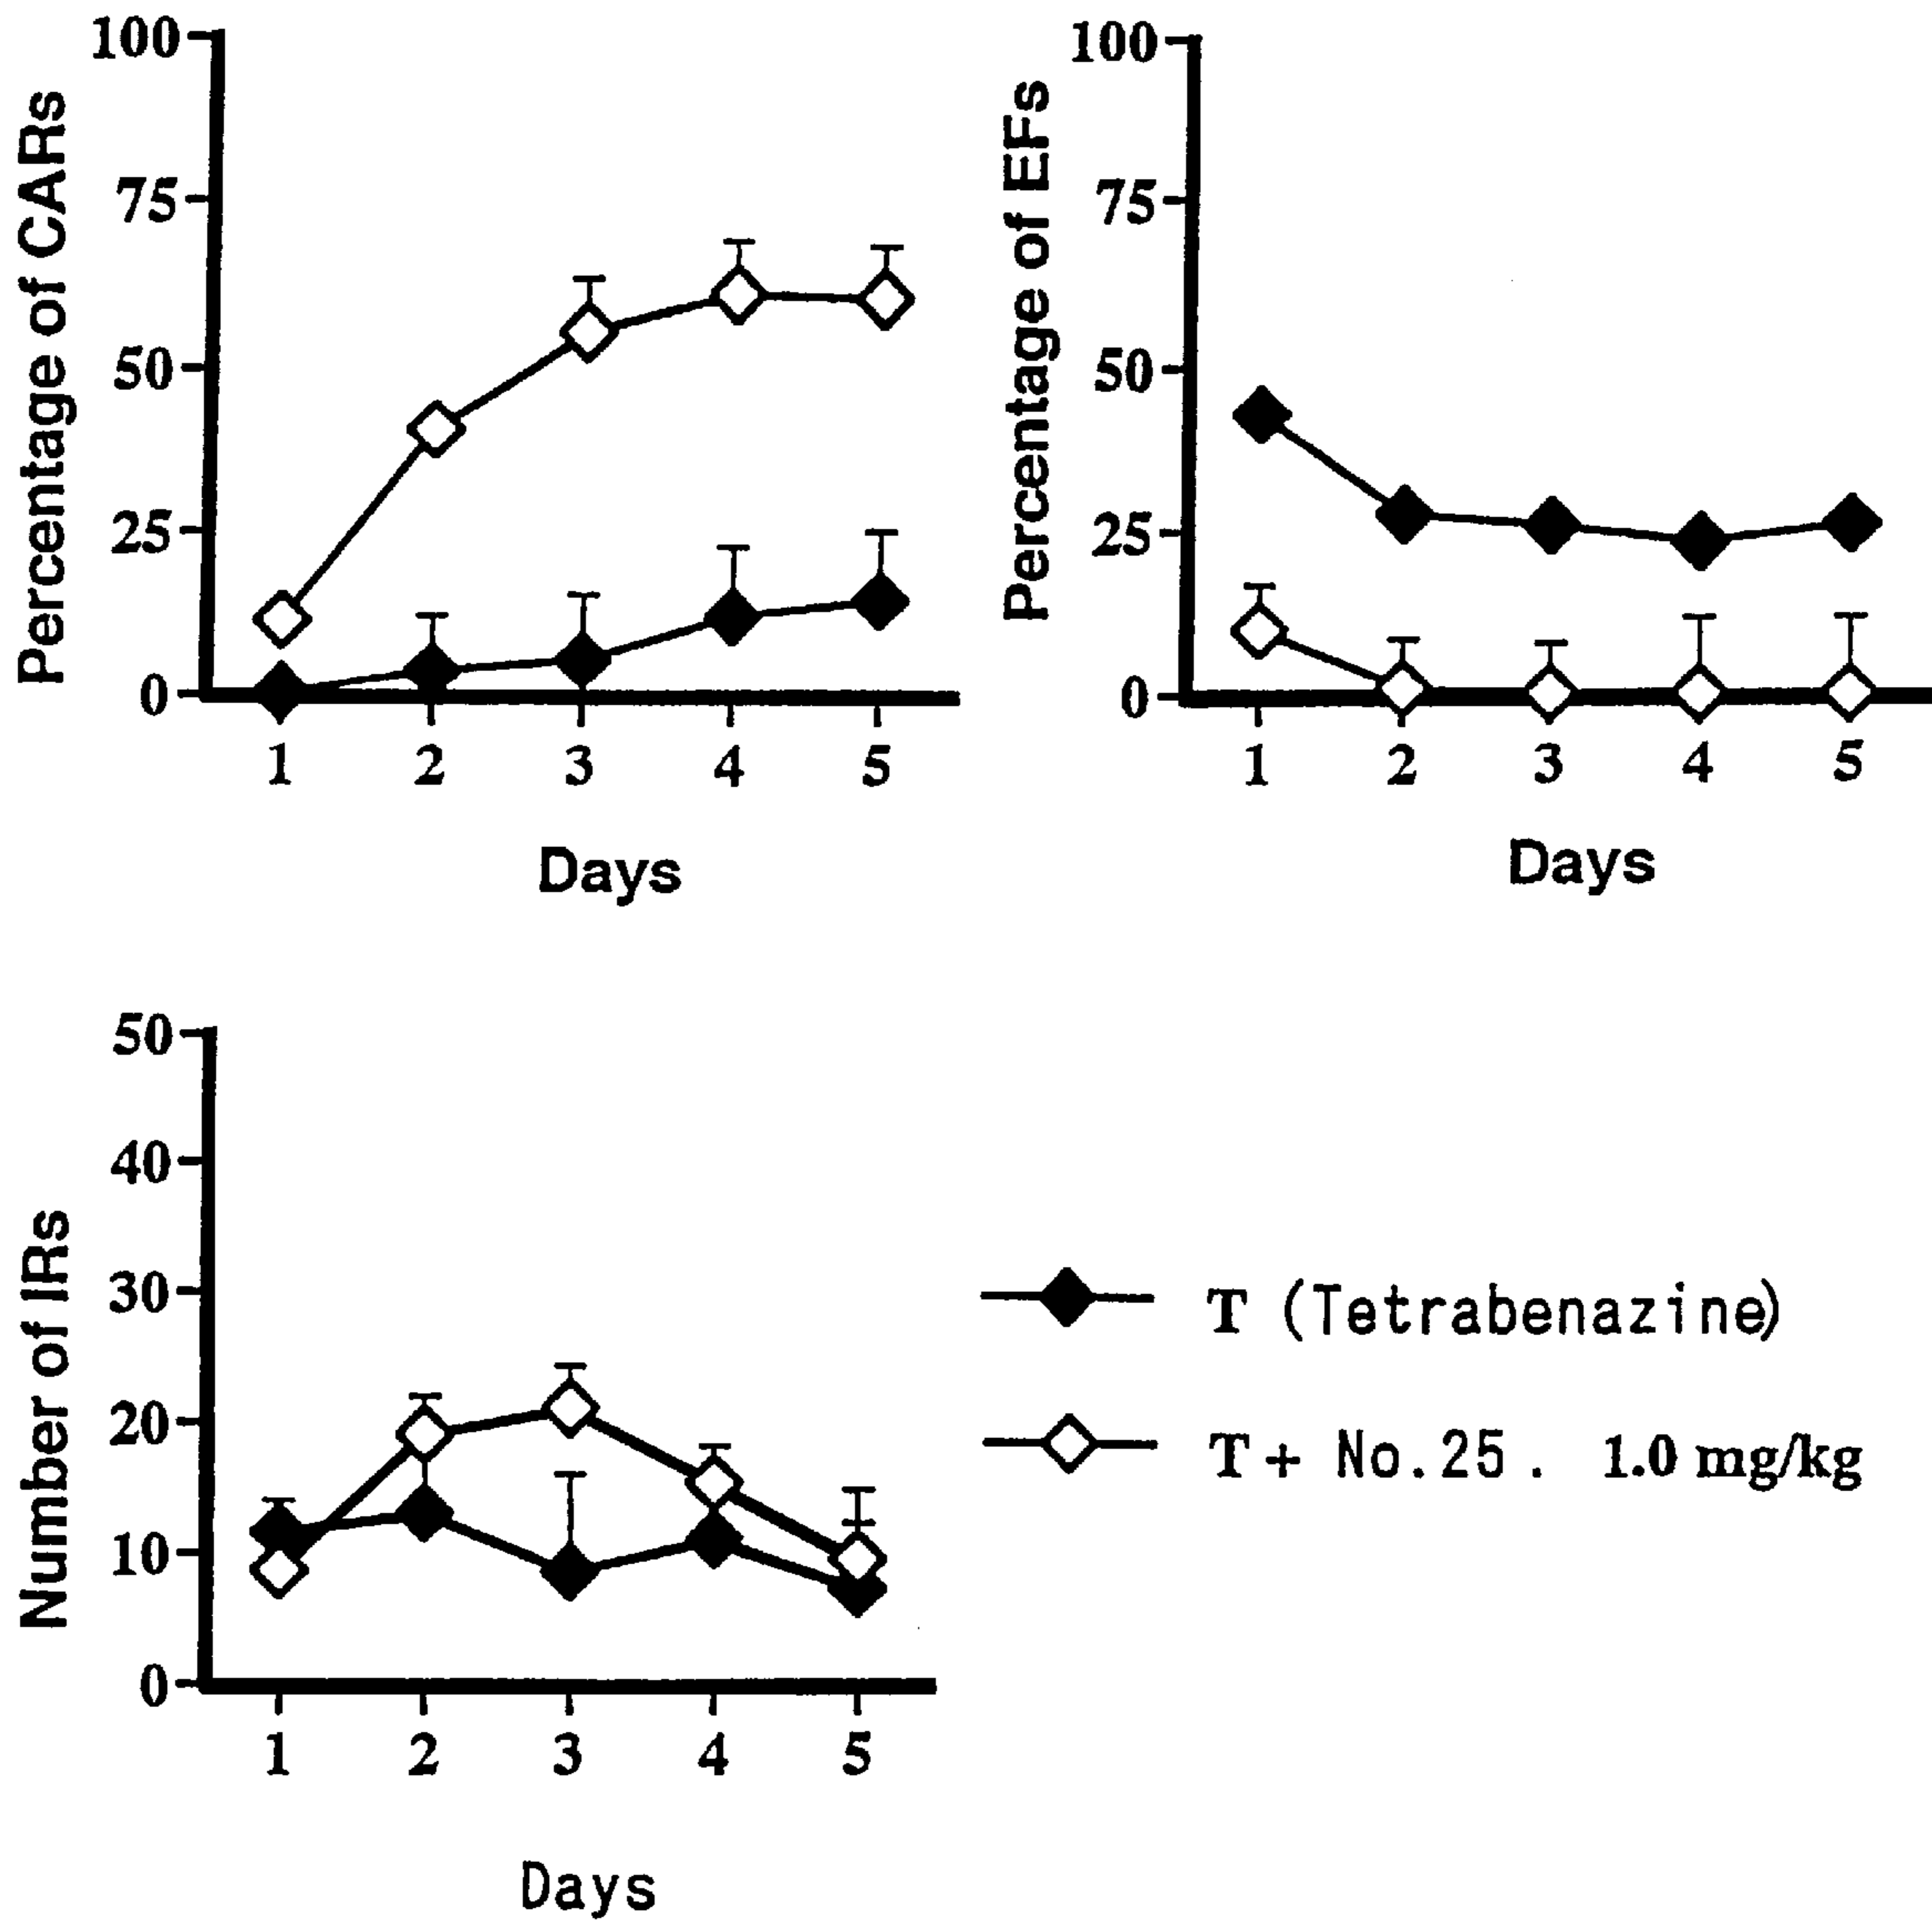 Percentage of CARs
100
75
50
25
0
1 2 3 4 5
Days
Percentage of EFs
100
75
50
25
0
1 2 3 4 5
Days
Number of IRs
50
40
30
20
10
0
1 2 3 4 5
Days
T (Tetrabenazine)
T + No.25 . 1.0 mg/kg